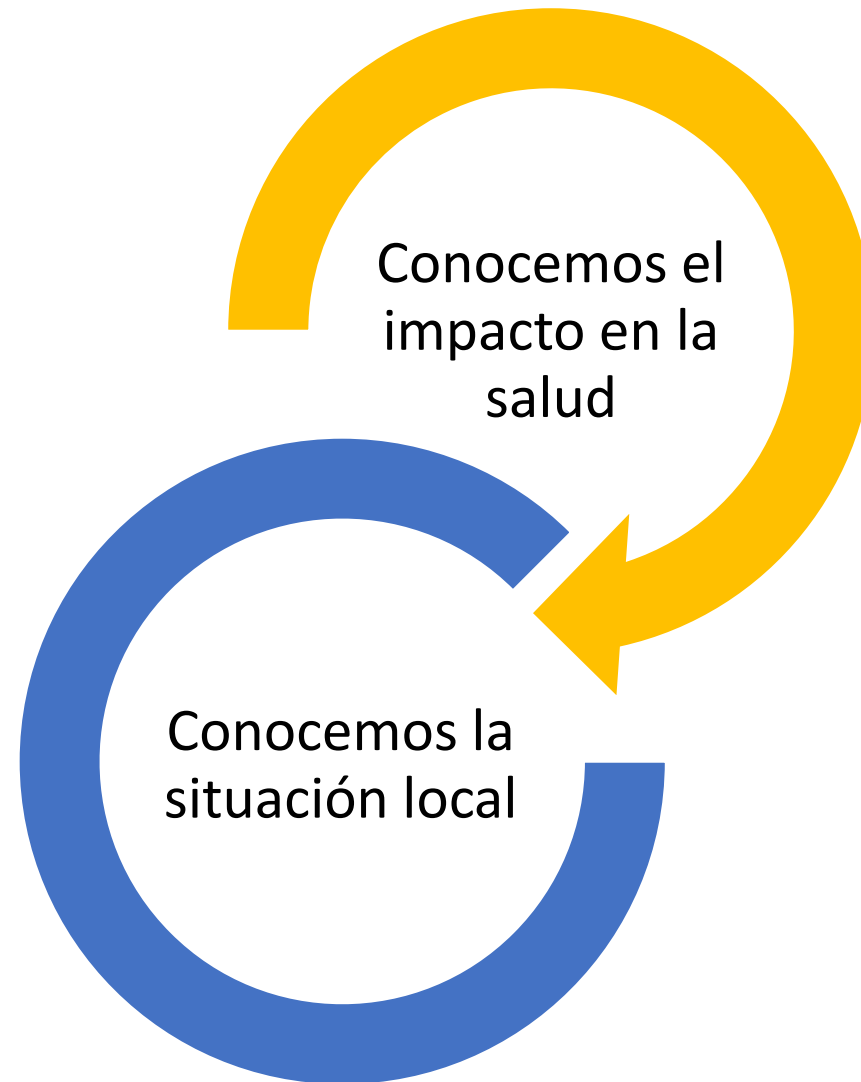 Conocemos el
impacto en la
salud
Conocemos la
situación local